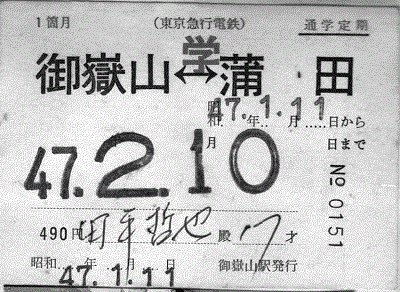 1箇月 (東京急行電鉄) 通学定期
学
御嶽山↔蒲田
昭和 47.1.11 年 月 日から
47.2.10 月 日まで
№ 0151
490円 田平哲也 殿 17才
昭和 47.1.11 年 月 日 御嶽山駅発行